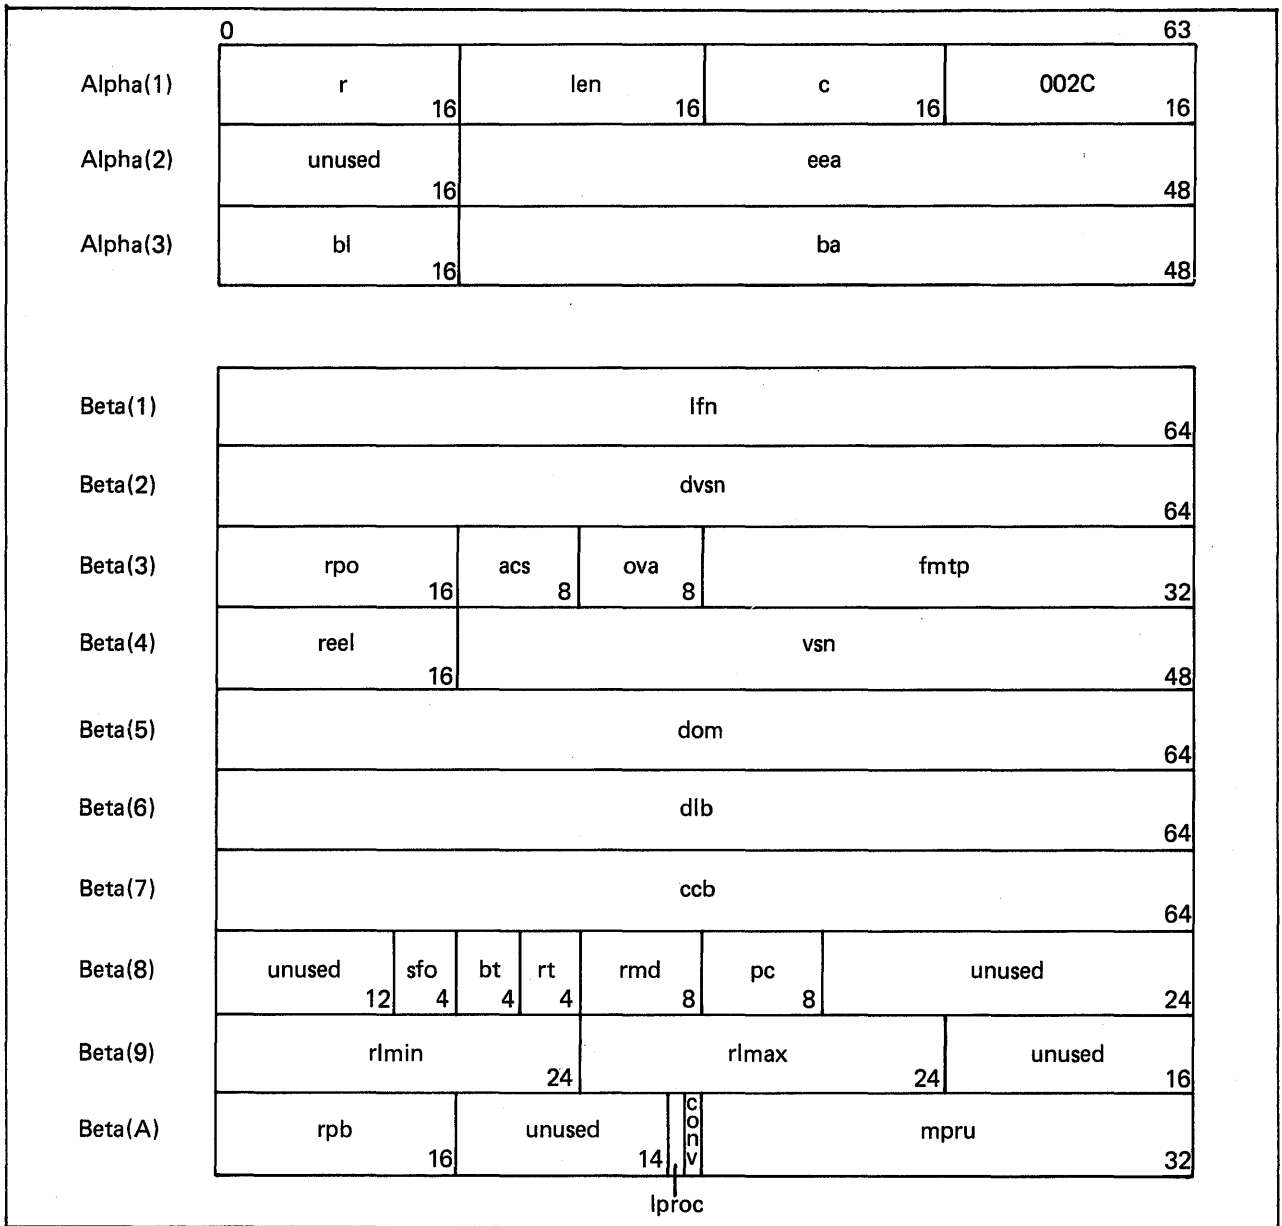 0 63
Alpha(1) r 16 len 16 c 16 002C 16
Alpha(2) unused 16 eea 48
Alpha(3) bl 16 ba 48
Beta(1) lfn 64
Beta(2) dvsn 64
Beta(3) rpo 16 acs 8 ova 8 fmtp 32
Beta(4) reel 16 vsn 48
Beta(5) dom 64
Beta(6) dlb 64
Beta(7) ccb 64
Beta(8) unused 12 sfo 4 bt 4 rt 4 rmd 8 pc 8 unused 24
Beta(9) rlmin 24 rlmax 24 unused 16
Beta(A) rpb 16 unused 14 conv mpru 32
lproc